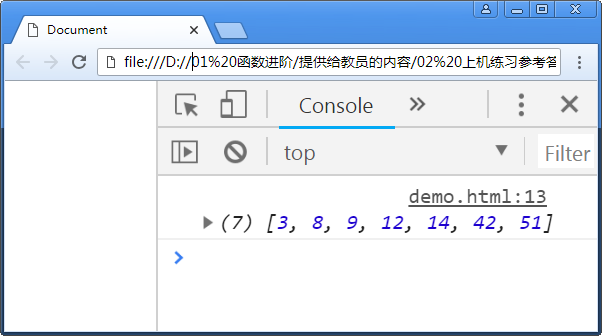 Document
file:///D://01%20函数进阶/提供给教员的内容/02%20上机练习参考答
Console
top
Filter
demo.html:13
(7) [3, 8, 9, 12, 14, 42, 51]